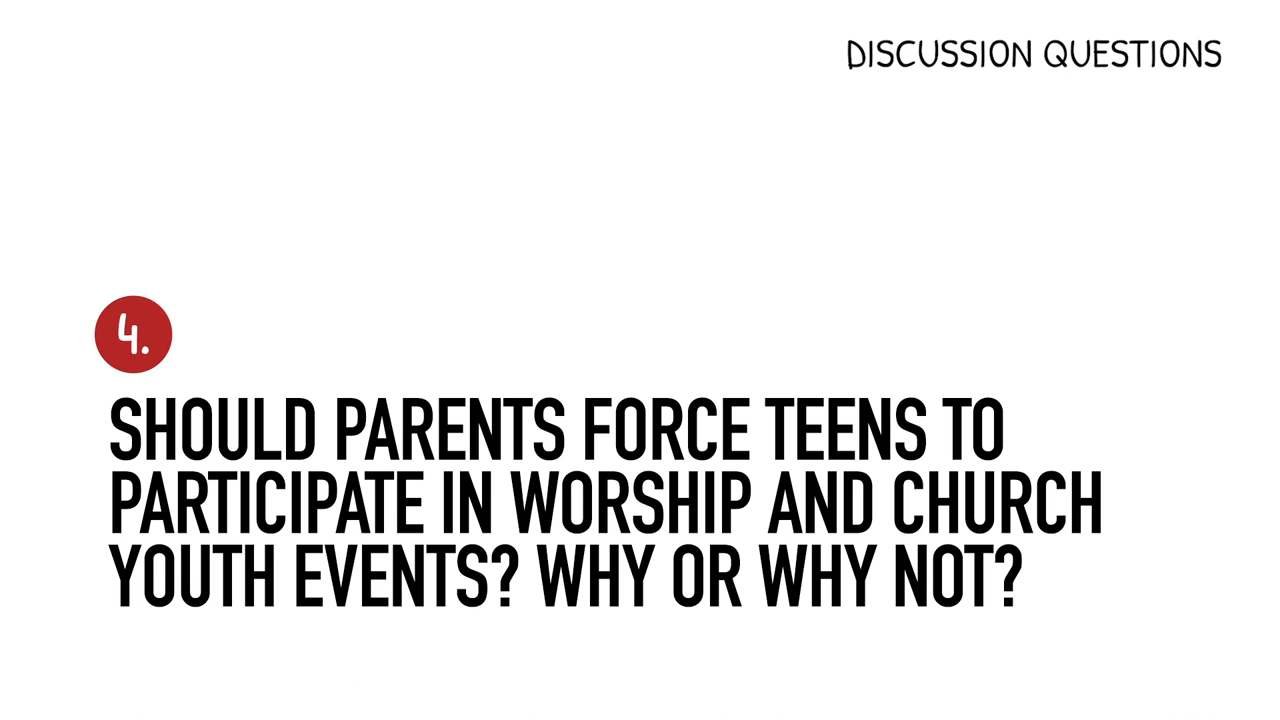 DISCUSSION QUESTIONS
4.
SHOULD PARENTS FORCE TEENS TO
PARTICIPATE IN WORSHIP AND CHURCH
YOUTH EVENTS? WHY OR WHY NOT?